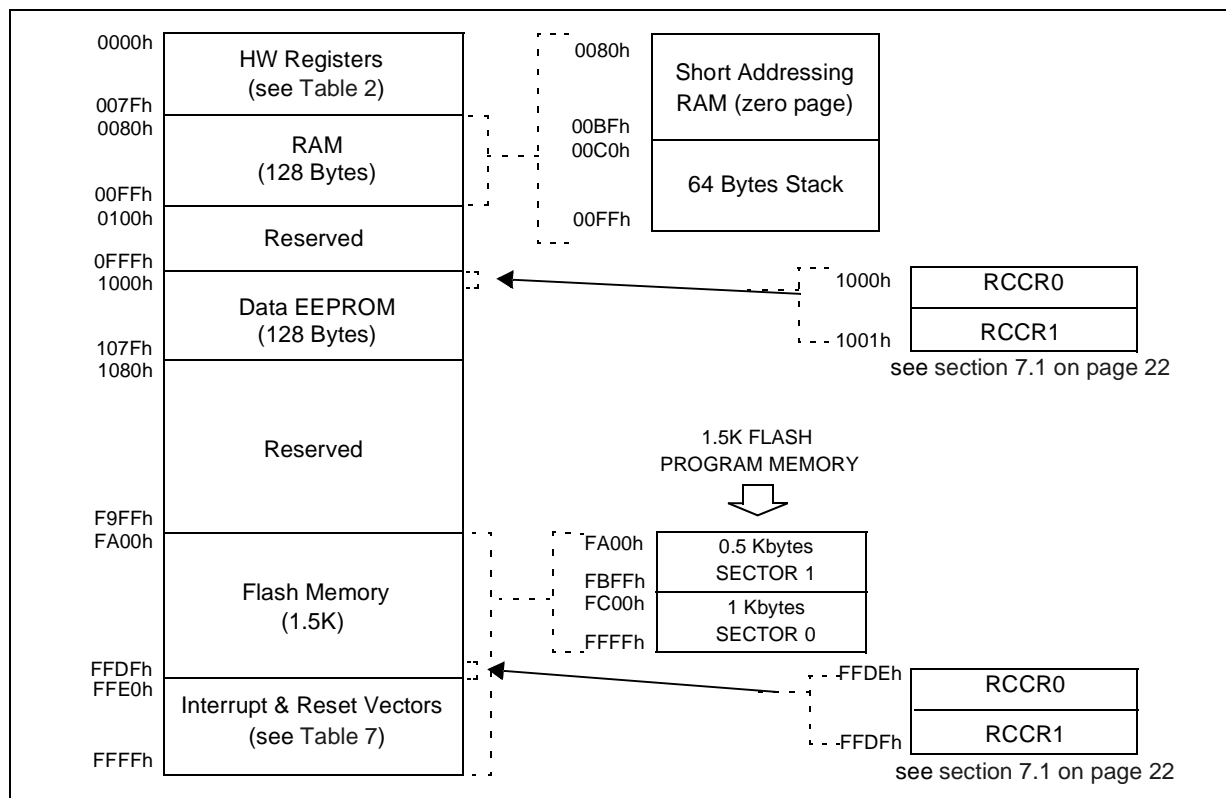 0000h
HW Registers
(see Table 2)
007Fh
0080h
RAM
(128 Bytes)
00FFh
0100h
Reserved
0FFFh
1000h
Data EEPROM
(128 Bytes)
107Fh
1080h
Reserved
F9FFh
FA00h
Flash Memory
(1.5K)
FFDFh
FFE0h
Interrupt & Reset Vectors
(see Table 7)
FFFFh
0080h
Short Addressing
RAM (zero page)
00BFh
00C0h
64 Bytes Stack
00FFh
1000h
RCCR0
RCCR1
1001h
see section 7.1 on page 22
1.5K FLASH
PROGRAM MEMORY
FA00h
0.5 Kbytes
SECTOR 1
FBFFh
FC00h
1 Kbytes
SECTOR 0
FFFFh
FFDEh
RCCR0
RCCR1
FFDFh
see section 7.1 on page 22